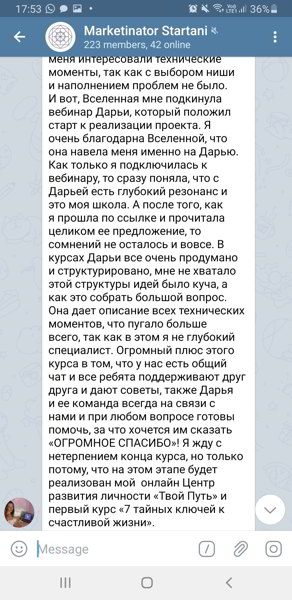 17:53
36%
Marketinator Startani
223 members, 42 online
меня интересовали технические
моменты, так как с выбором ниши
и наполнением проблем не было.
И вот, Вселенная мне подкинула
вебинар Дарьи, который положил
старт к реализации проекта. Я
очень благодарна Вселенной, что
она навела меня именно на Дарью.
Как только я подключилась к
вебинару, то сразу поняла, что
с Дарьей есть глубокий резонанс и
это моя школа. А после того, как
я прошла по ссылке и прочитала
целиком ее предложение, то
сомнений не осталось и вовсе. В
курсах Дарьи все очень продумано
и структурировано, мне не хватало
этой структуры идей было куча, а
как это собрать большой вопрос.
Она дает описание всех технических
моментов, что пугало больше
всего, так как в этом я не глубокий
специалист. Огромный плюс этого
курса в том, что у нас есть общий
чат и все ребята поддерживают друг
друга и дают советы, также Дарья
и ее команда всегда на связи с
нами и при любом вопросе готовы
помочь, за что хочется им сказать
«ОГРОМНОЕ СПАСИБО»! Я жду с
нетерпением конца курса, но только
потому, что на этом этапе будет
реализован мой  онлайн Центр
развития личности «Твой Путь» и
первый курс «7 тайных ключей к
счастливой жизни».
Message